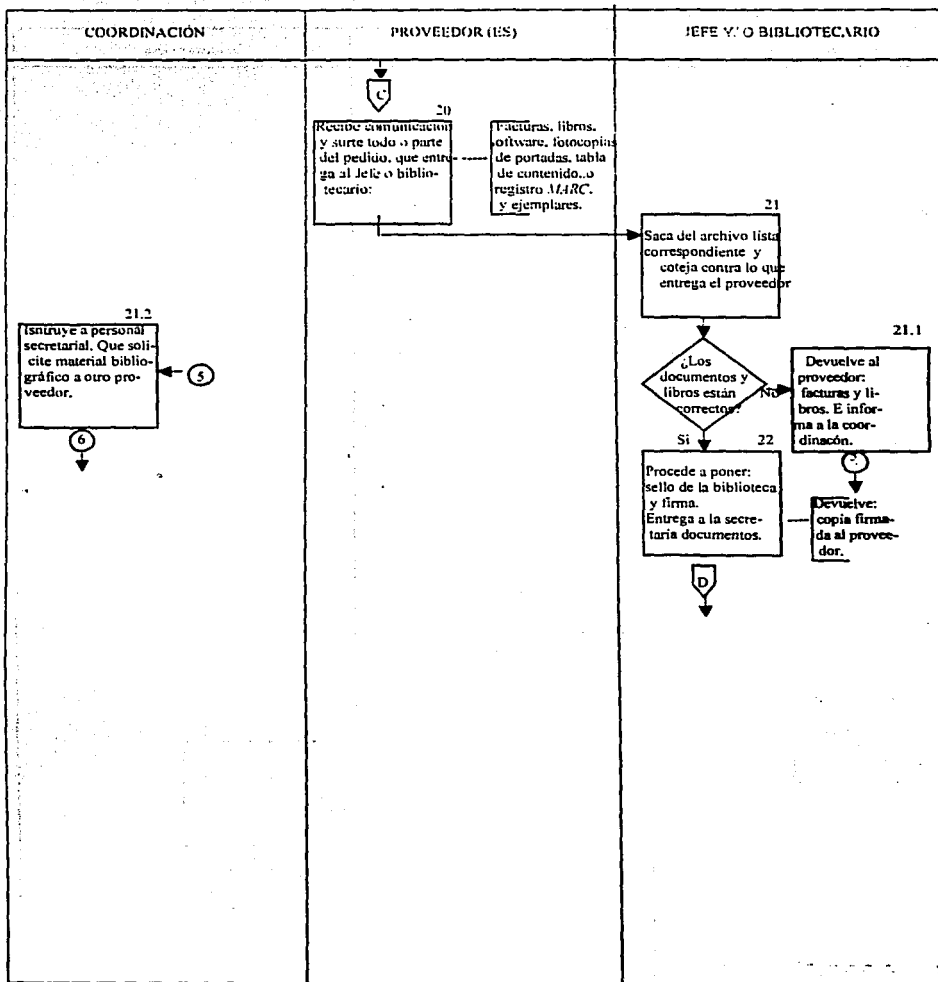 COORDINACIÓN
PROVEEDOR (ES)
JEFE Y/O BIBLIOTECARIO
C
20
Recibe comunicación
y surte todo o parte
del pedido, que entre
ga al Jefe o biblio-
tecario:
Facturas, libros,
software, fotocopias
de portadas, tabla
de contenido..o
registro MARC.
y ejemplares.
21
Saca del archivo lista
correspondiente y
coteja contra lo que
entrega el proveedor
21.2
Isntruye a personal
secretarial. Que soli
cite material biblio-
gráfico a otro pro-
veedor.
5
6
¿Los
documentos y
libros están
correctos?
No
21.1
Devuelve al
proveedor:
facturas y li-
bros. E infor-
ma a la coor-
dinacón.
Si
22
Procede a poner:
sello de la biblioteca
y firma.
Entrega a la secre-
taria documentos.
Devuelve:
copia firma-
da al provee-
dor.
D